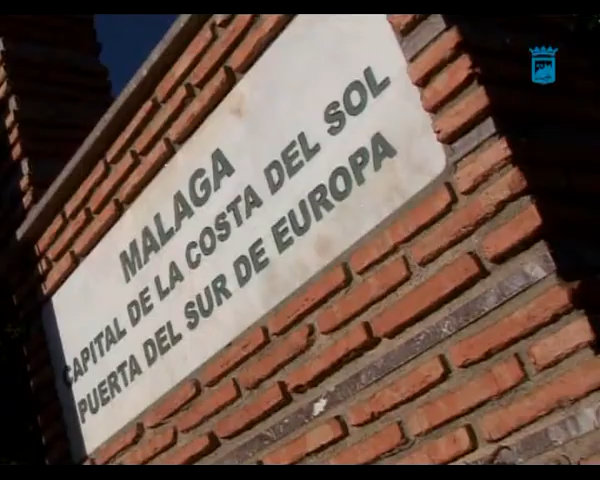 MALAGA
CAPITAL DE LA COSTA DEL SOL
PUERTA DEL SUR DE EUROPA